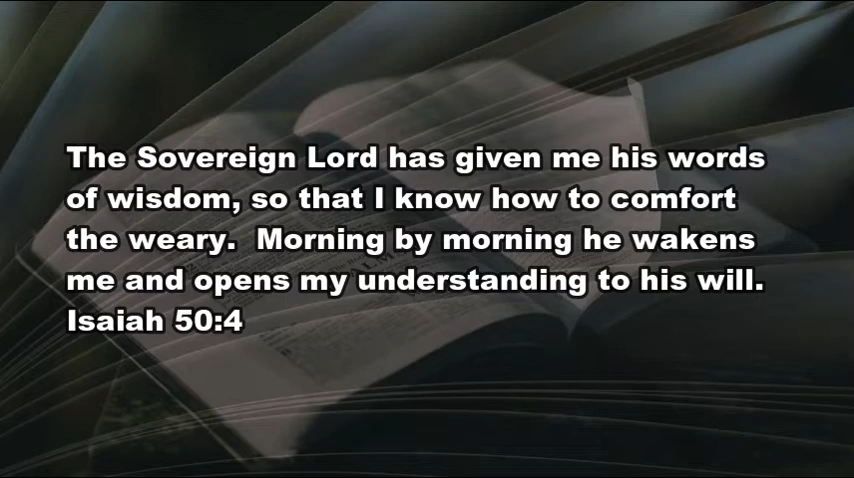 The Sovereign Lord has given me his words
of wisdom, so that I know how to comfort
the weary.  Morning by morning he wakens
me and opens my understanding to his will.
Isaiah 50:4